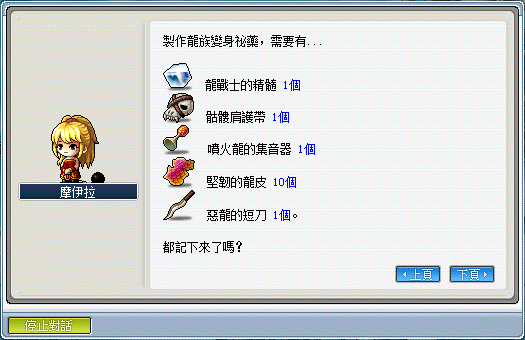 製作龍族變身祕藥, 需要有...
龍戰士的精髓 1個
骷髏肩護帶 1個
噴火龍的集音器 1個
堅韌的龍皮 10個
惡龍的短刀 1個。
都記下來了嗎?
摩伊拉
上頁
下頁
停止對話